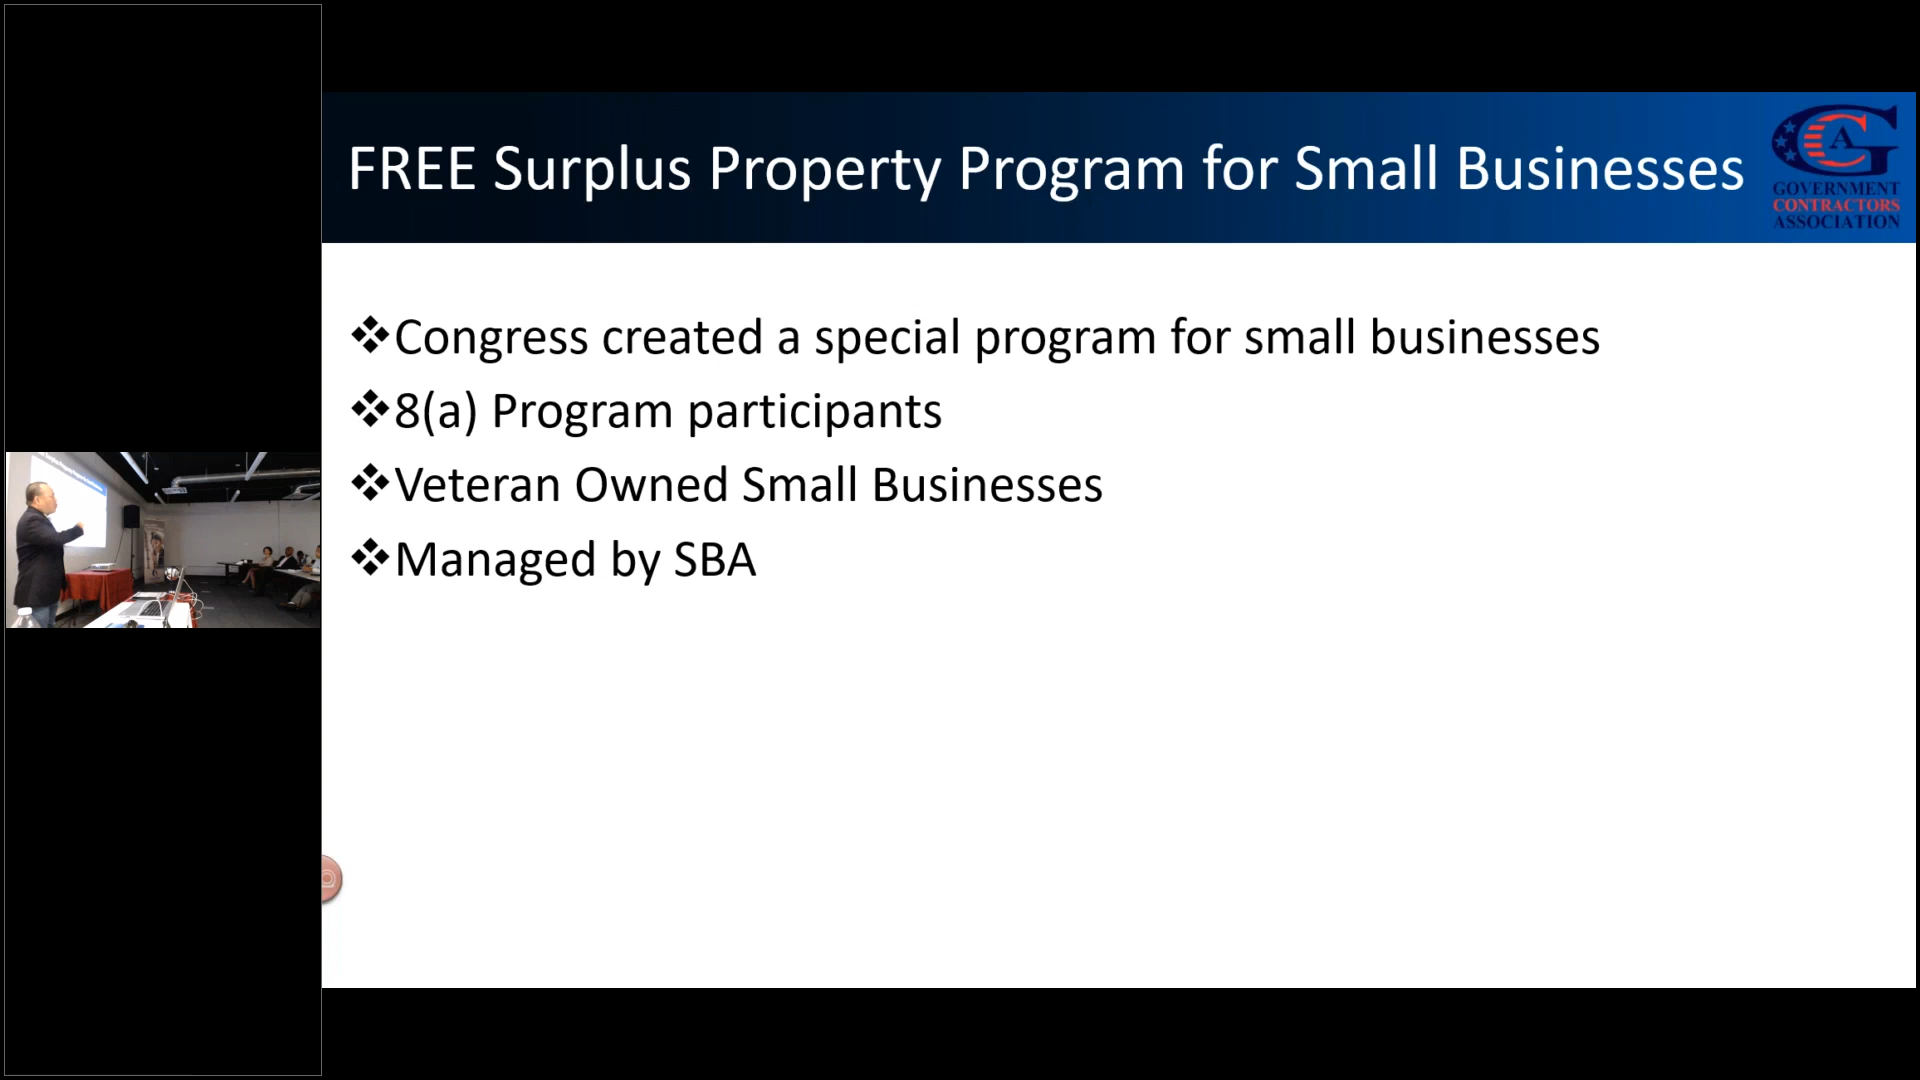 FREE Surplus Property Program for Small Businesses
GOVERNMENT
CONTRACTORS
ASSOCIATION
❖Congress created a special program for small businesses
❖8(a) Program participants
❖Veteran Owned Small Businesses
❖Managed by SBA